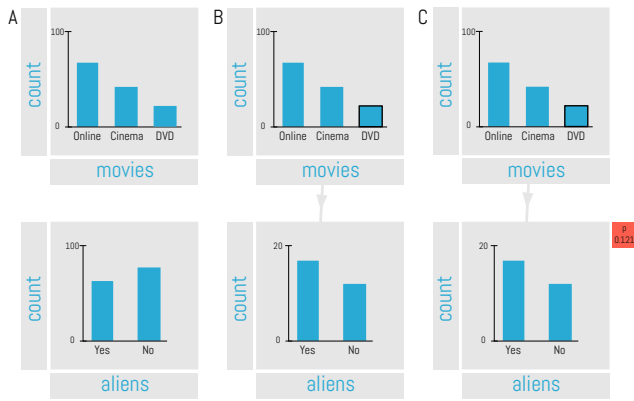 A
count
100
0
Online Cinema DVD
movies
B
count
100
0
Online Cinema DVD
movies
C
count
100
0
Online Cinema DVD
movies
count
100
0
Yes No
aliens
count
20
0
Yes No
aliens
count
20
0
Yes No
aliens
p
0.121